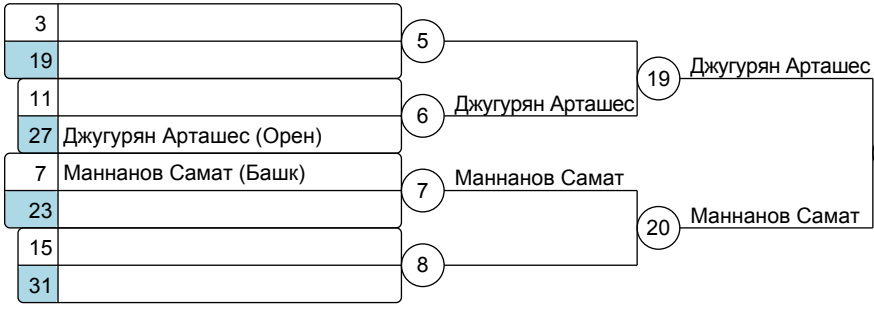 3
5
19
19 Джугурян Арташес
11
6 Джугурян Арташес
27 Джугурян Арташес (Орен)
7 Маннанов Самат (Башк)
7 Маннанов Самат
23
20 Маннанов Самат
15
8
31